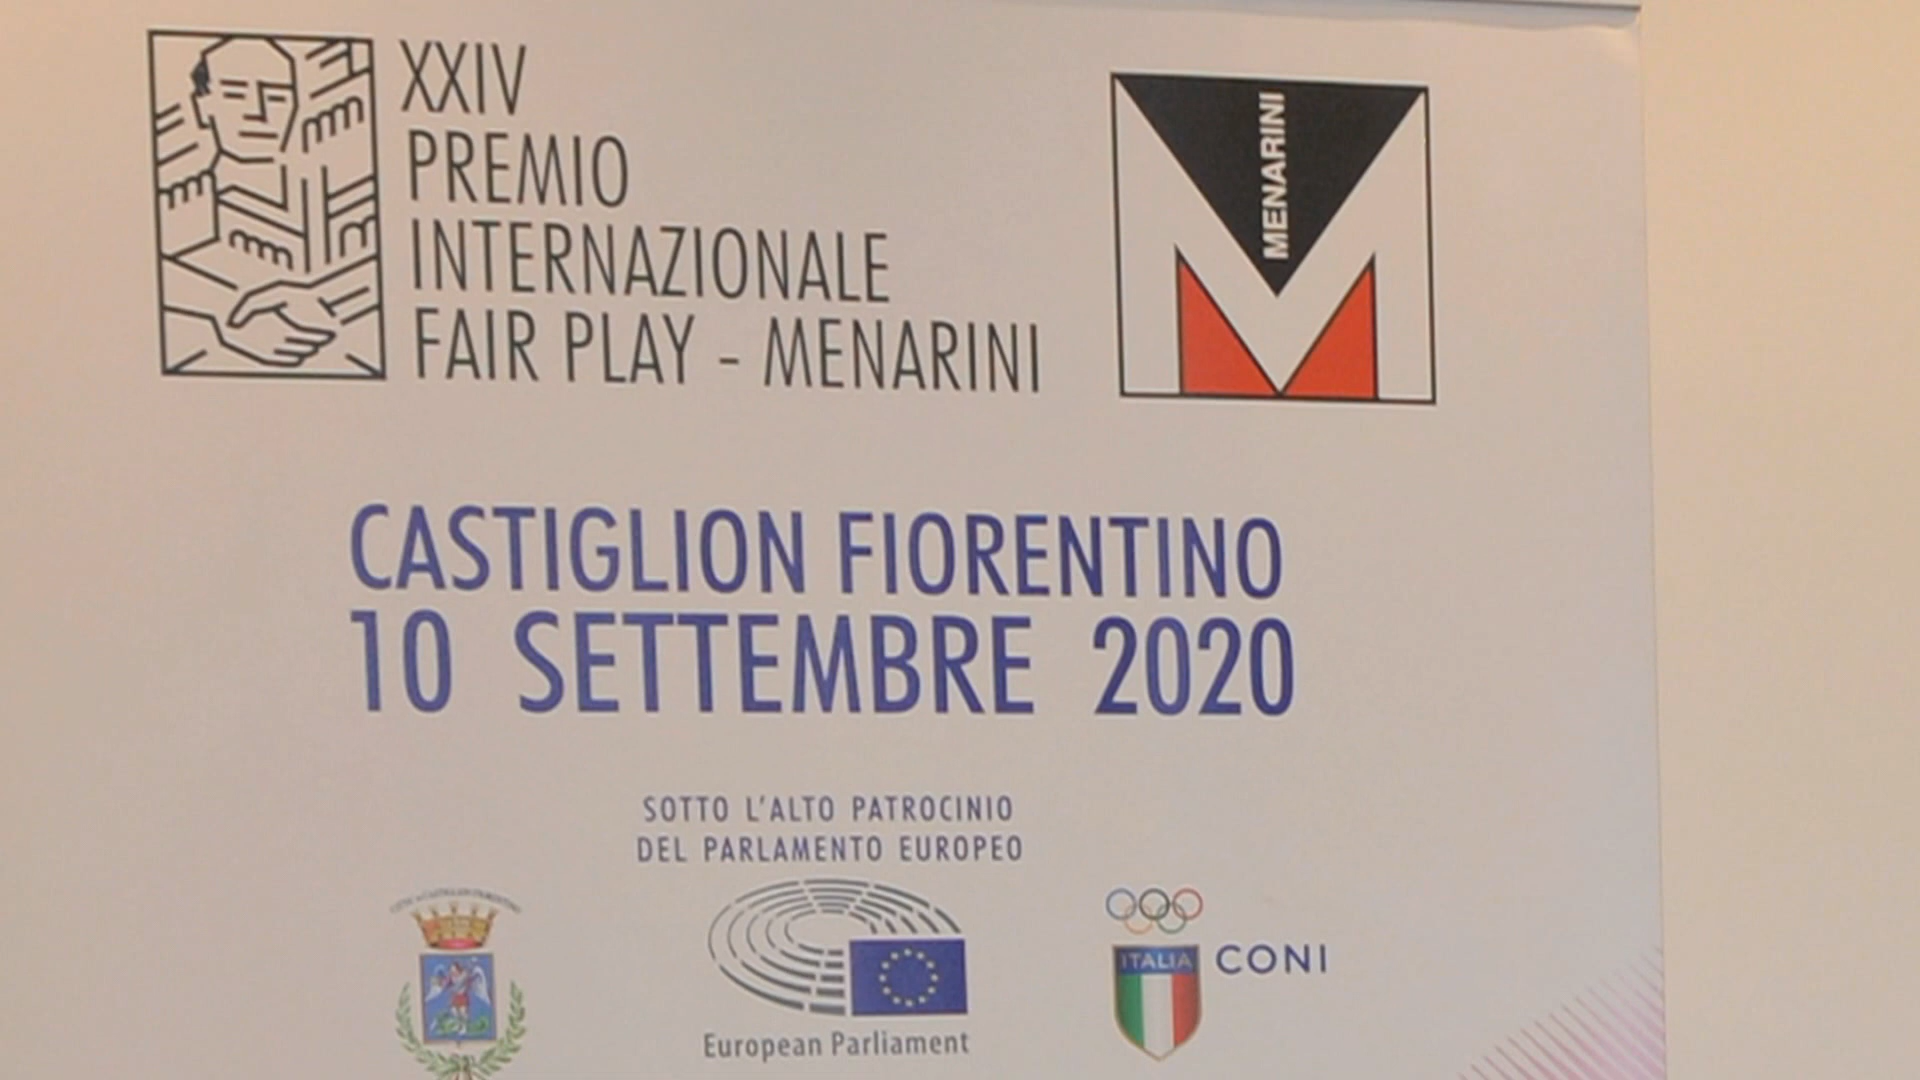 XXIV
PREMIO
INTERNAZIONALE
FAIR PLAY - MENARINI
MENARINI
CASTIGLION FIORENTINO
10 SETTEMBRE 2020
SOTTO L'ALTO PATROCINIO
DEL PARLAMENTO EUROPEO
European Parliament
ITALIA
CONI